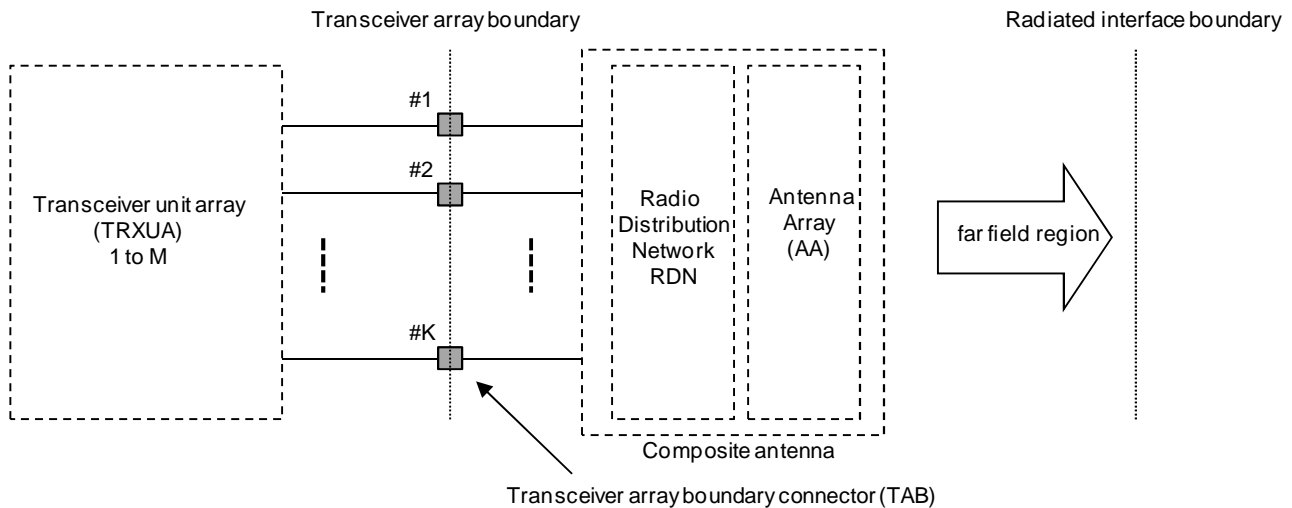 Transceiver array boundary
Radiated interface boundary
#1
#2
#K
Transceiver unit array
(TRXUA)
1 to M
Radio
Distribution
Network
RDN
Antenna
Array
(AA)
far field region
Composite antenna
Transceiver array boundary connector (TAB)